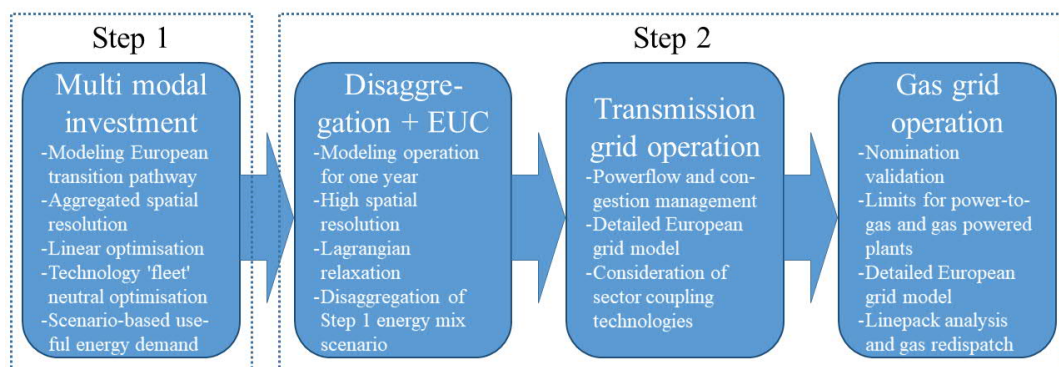 Step 1
Multi modal
investment
-Modeling European
transition pathway
-Aggregated spatial
resolution
-Linear optimisation
-Technology 'fleet'
neutral optimisation
-Scenario-based use-
ful energy demand
Step 2
Disaggre-
gation + EUC
-Modeling operation
for one year
-High spatial
resolution
-Lagrangian
relaxation
-Disaggregation of
Step 1 energy mix
scenario
Transmission
grid operation
-Powerflow and con-
gestion management
-Detailed European
grid model
-Consideration of
sector coupling
technologies
Gas grid
operation
-Nomination
validation
-Limits for power-to-
gas and gas powered
plants
-Detailed European
grid model
-Linepack analysis
and gas redispatch